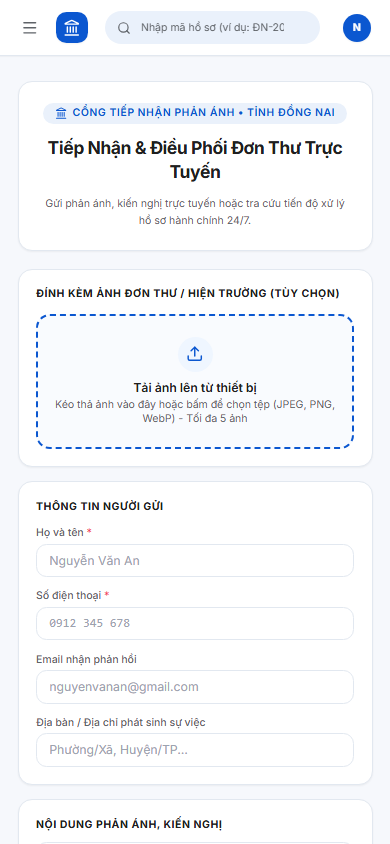 Nhập mã hồ sơ (ví dụ: ĐN-20
N
CỔNG TIẾP NHẬN PHẢN ÁNH • TỈNH ĐỒNG NAI
Tiếp Nhận & Điều Phối Đơn Thư Trực
Tuyến
Gửi phản ánh, kiến nghị trực tuyến hoặc tra cứu tiến độ xử lý
hồ sơ hành chính 24/7.
ĐÍNH KÈM ẢNH ĐƠN THƯ / HIỆN TRƯỜNG (TÙY CHỌN)
Tải ảnh lên từ thiết bị
Kéo thả ảnh vào đây hoặc bấm để chọn tệp (JPEG, PNG,
WebP) - Tối đa 5 ảnh
THÔNG TIN NGƯỜI GỬI
Họ và tên *
Nguyễn Văn An
Số điện thoại *
0912 345 678
Email nhận phản hồi
nguyenvanan@gmail.com
Địa bàn / Địa chỉ phát sinh sự việc
Phường/Xã, Huyện/TP...
NỘI DUNG PHẢN ÁNH, KIẾN NGHỊ